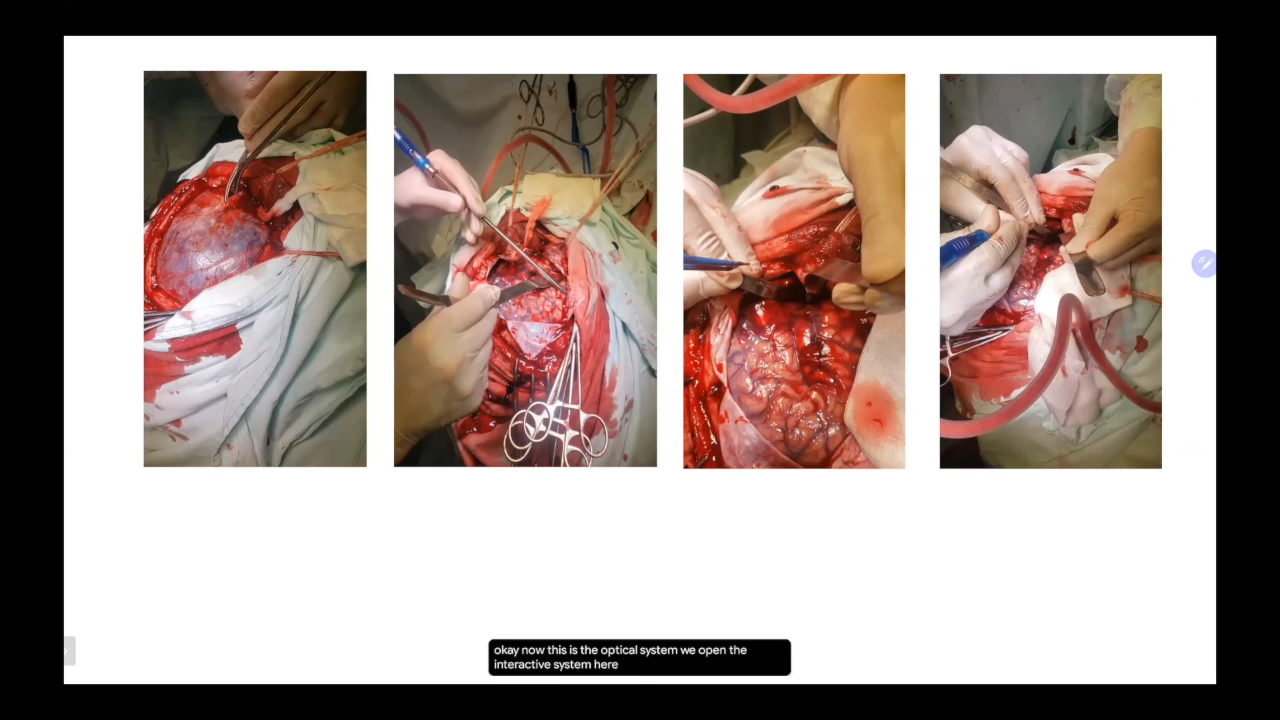 okay now this is the optical system we open the
interactive system here